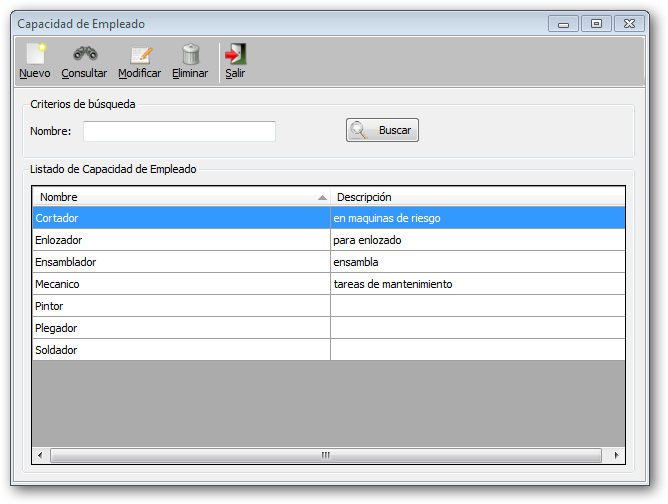 Capacidad de Empleado
Nuevo Consultar Modificar Eliminar Salir
Criterios de búsqueda
Nombre: Buscar
Listado de Capacidad de Empleado
Nombre Descripción
Cortador en maquinas de riesgo
Enlozador para enlozado
Ensamblador ensambla
Mecanico tareas de mantenimiento
Pintor
Plegador
Soldador